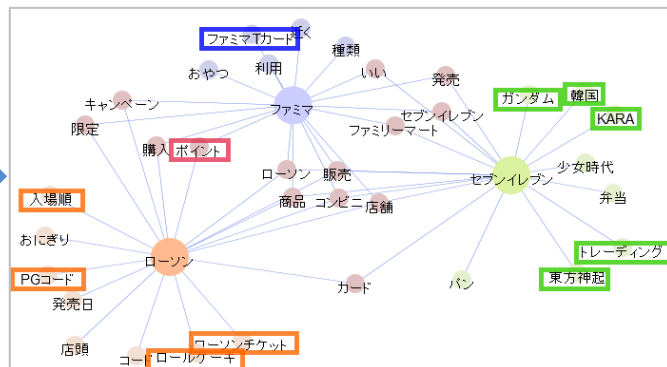 ファミマTカード
近く
種類
おやつ
利用
いい
発売
キャンペーン
ファミマ
セブンイレブン
ガンダム
韓国
KARA
限定
ファミリーマート
購入
ポイント
ローソン
販売
セブンイレブン
少女時代
弁当
入場順
商品
コンビニ
店舗
おにぎり
ローソン
トレーディング
PGコード
カード
パン
東方神起
発売日
店頭
コード
ローソンチケット
ロールケーキ